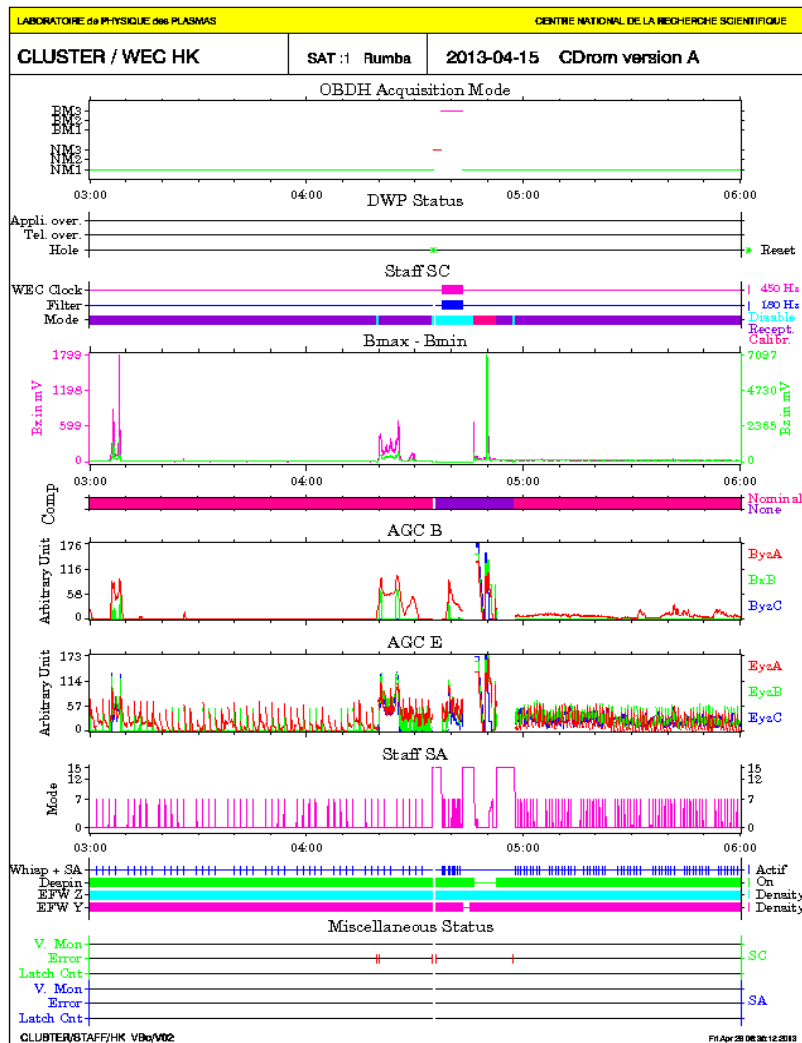 LABORATOIRE de PHYSIQUE des PLASMAS CENTRE NATIONAL DE LA RECHERCHE SCIENTIFIQUE
CLUSTER / WEC HK SAT :1 Rumba 2013-04-15 CDrom version A
OBDH Acquisition Mode
BM3
BM2
BM1
NM3
NM2
NM1
03:00 04:00 05:00 06:00
DWP Status
Appli. over.
Tel. over.
Hole Reset
Staff SC
WEC Clock 450 Hz
Filter 180 Hz
Mode Disable
Recept.
Calibr.
Bmax - Bmin
1799 7097
1198 4730
599 2365
0 0
Bx in mV Bz in mV
03:00 04:00 05:00 06:00
Comp Nominal
None
AGC B
176
116
58
0
Arbitrary Unit
ByzA
BxB
ByzC
AGC E
173
114
57
0
Arbitrary Unit
EyzA
EyzB
EyzC
Staff SA
15 15
12 12
7 7
0 0
Mode
03:00 04:00 05:00 06:00
Whisp + SA Actif
Despin On
EFW Z Density
EFW Y Density
Miscellaneous Status
V. Mon
Error SC
Latch Cnt
V. Mon
Error SA
Latch Cnt
CLUSTER/STAFF/HK